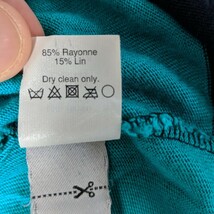 85% Rayonne
15% Lin
Dry clean only.